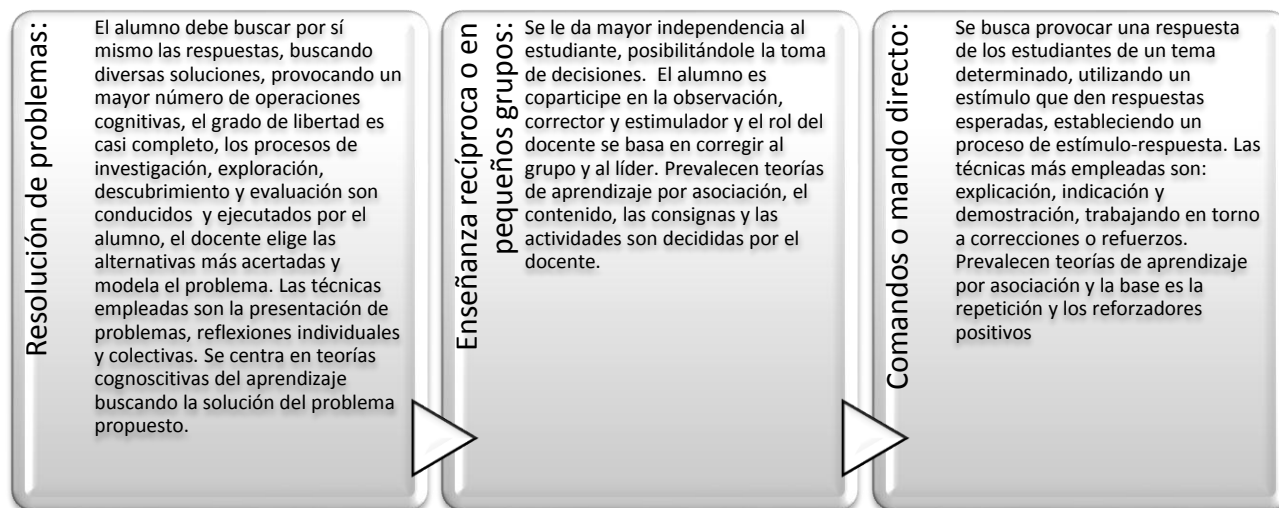 Resolución de problemas:
El alumno debe buscar por sí
mismo las respuestas, buscando
diversas soluciones, provocando un
mayor número de operaciones
cognitivas, el grado de libertad es
casi completo, los procesos de
investigación, exploración,
descubrimiento y evaluación son
conducidos y ejecutados por el
alumno, el docente elige las
alternativas más acertadas y
modela el problema. Las técnicas
empleadas son la presentación de
problemas, reflexiones individuales
y colectivas. Se centra en teorías
cognoscitivas del aprendizaje
buscando la solución del problema
propuesto.
Enseñanza recíproca o en
pequeños grupos:
Se le da mayor independencia al
estudiante, posibilitándole la toma
de decisiones. El alumno es
coparticipe en la observación,
corrector y estimulador y el rol del
docente se basa en corregir al
grupo y al líder. Prevalecen teorías
de aprendizaje por asociación, el
contenido, las consignas y las
actividades son decididas por el
docente.
Comandos o mando directo:
Se busca provocar una respuesta
de los estudiantes de un tema
determinado, utilizando un
estímulo que den respuestas
esperadas, estableciendo un
proceso de estímulo-respuesta. Las
técnicas más empleadas son:
explicación, indicación y
demostración, trabajando en torno
a correcciones o refuerzos.
Prevalecen teorías de aprendizaje
por asociación y la base es la
repetición y los reforzadores
positivos